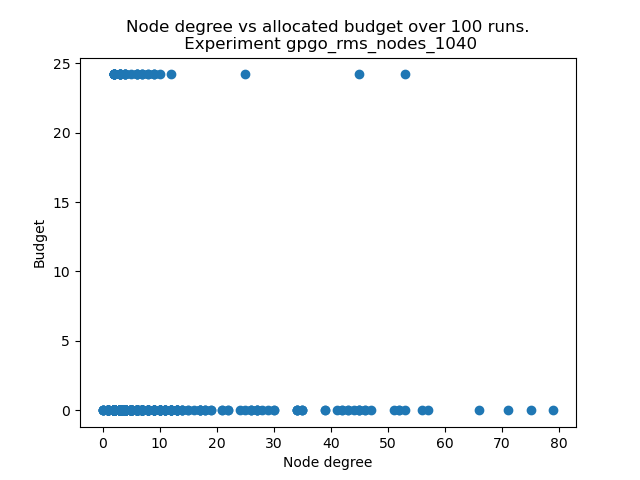 Node degree vs allocated budget over 100 runs.
Experiment gpgo_rms_nodes_1040
25
20
15
10
5
0
Budget
0 10 20 30 40 50 60 70 80
Node degree